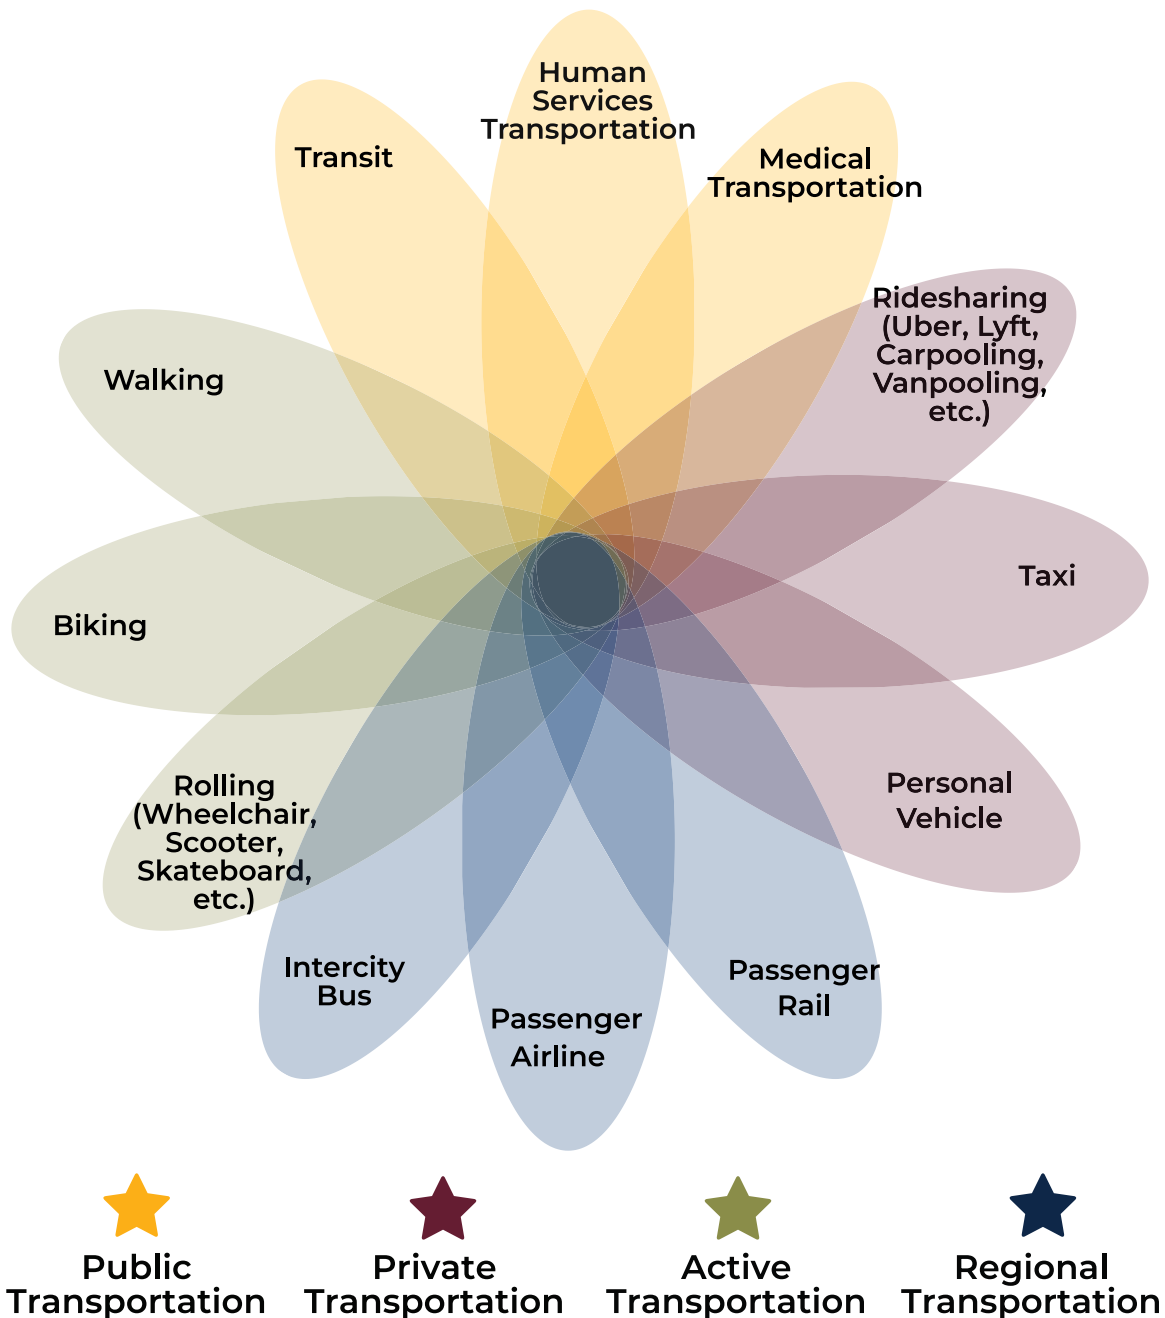 Human
Services
Transportation
Transit
Medical
Transportation
Ridesharing
(Uber, Lyft,
Carpooling,
Vanpooling,
etc.)
Walking
Taxi
Biking
Personal
Vehicle
Rolling
(Wheelchair,
Scooter,
Skateboard,
etc.)
Intercity
Bus
Passenger
Airline
Passenger
Rail
Public
Transportation
Private
Transportation
Active
Transportation
Regional
Transportation